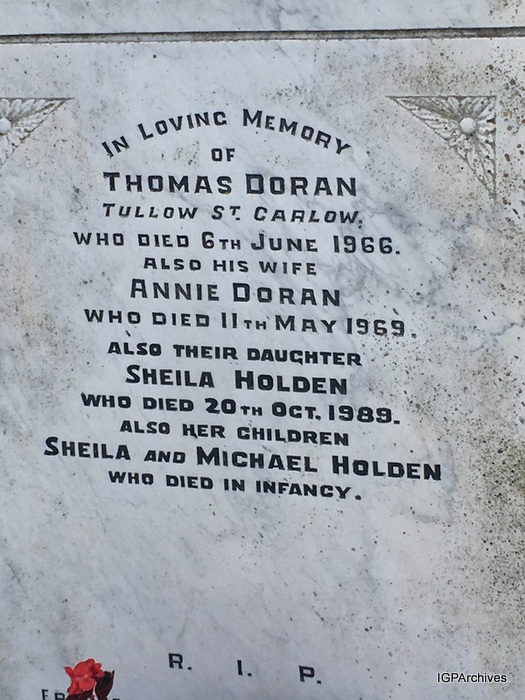 In Loving Memory
OF
THOMAS DORAN
TULLOW ST. CARLOW.
WHO DIED 6TH JUNE 1966.
ALSO HIS WIFE
ANNIE DORAN
WHO DIED 11TH MAY 1969.
ALSO THEIR DAUGHTER
SHEILA HOLDEN
WHO DIED 20TH OCT. 1989.
ALSO HER CHILDREN
SHEILA AND MICHAEL HOLDEN
WHO DIED IN INFANCY.
R. I. P.
IGPArchives